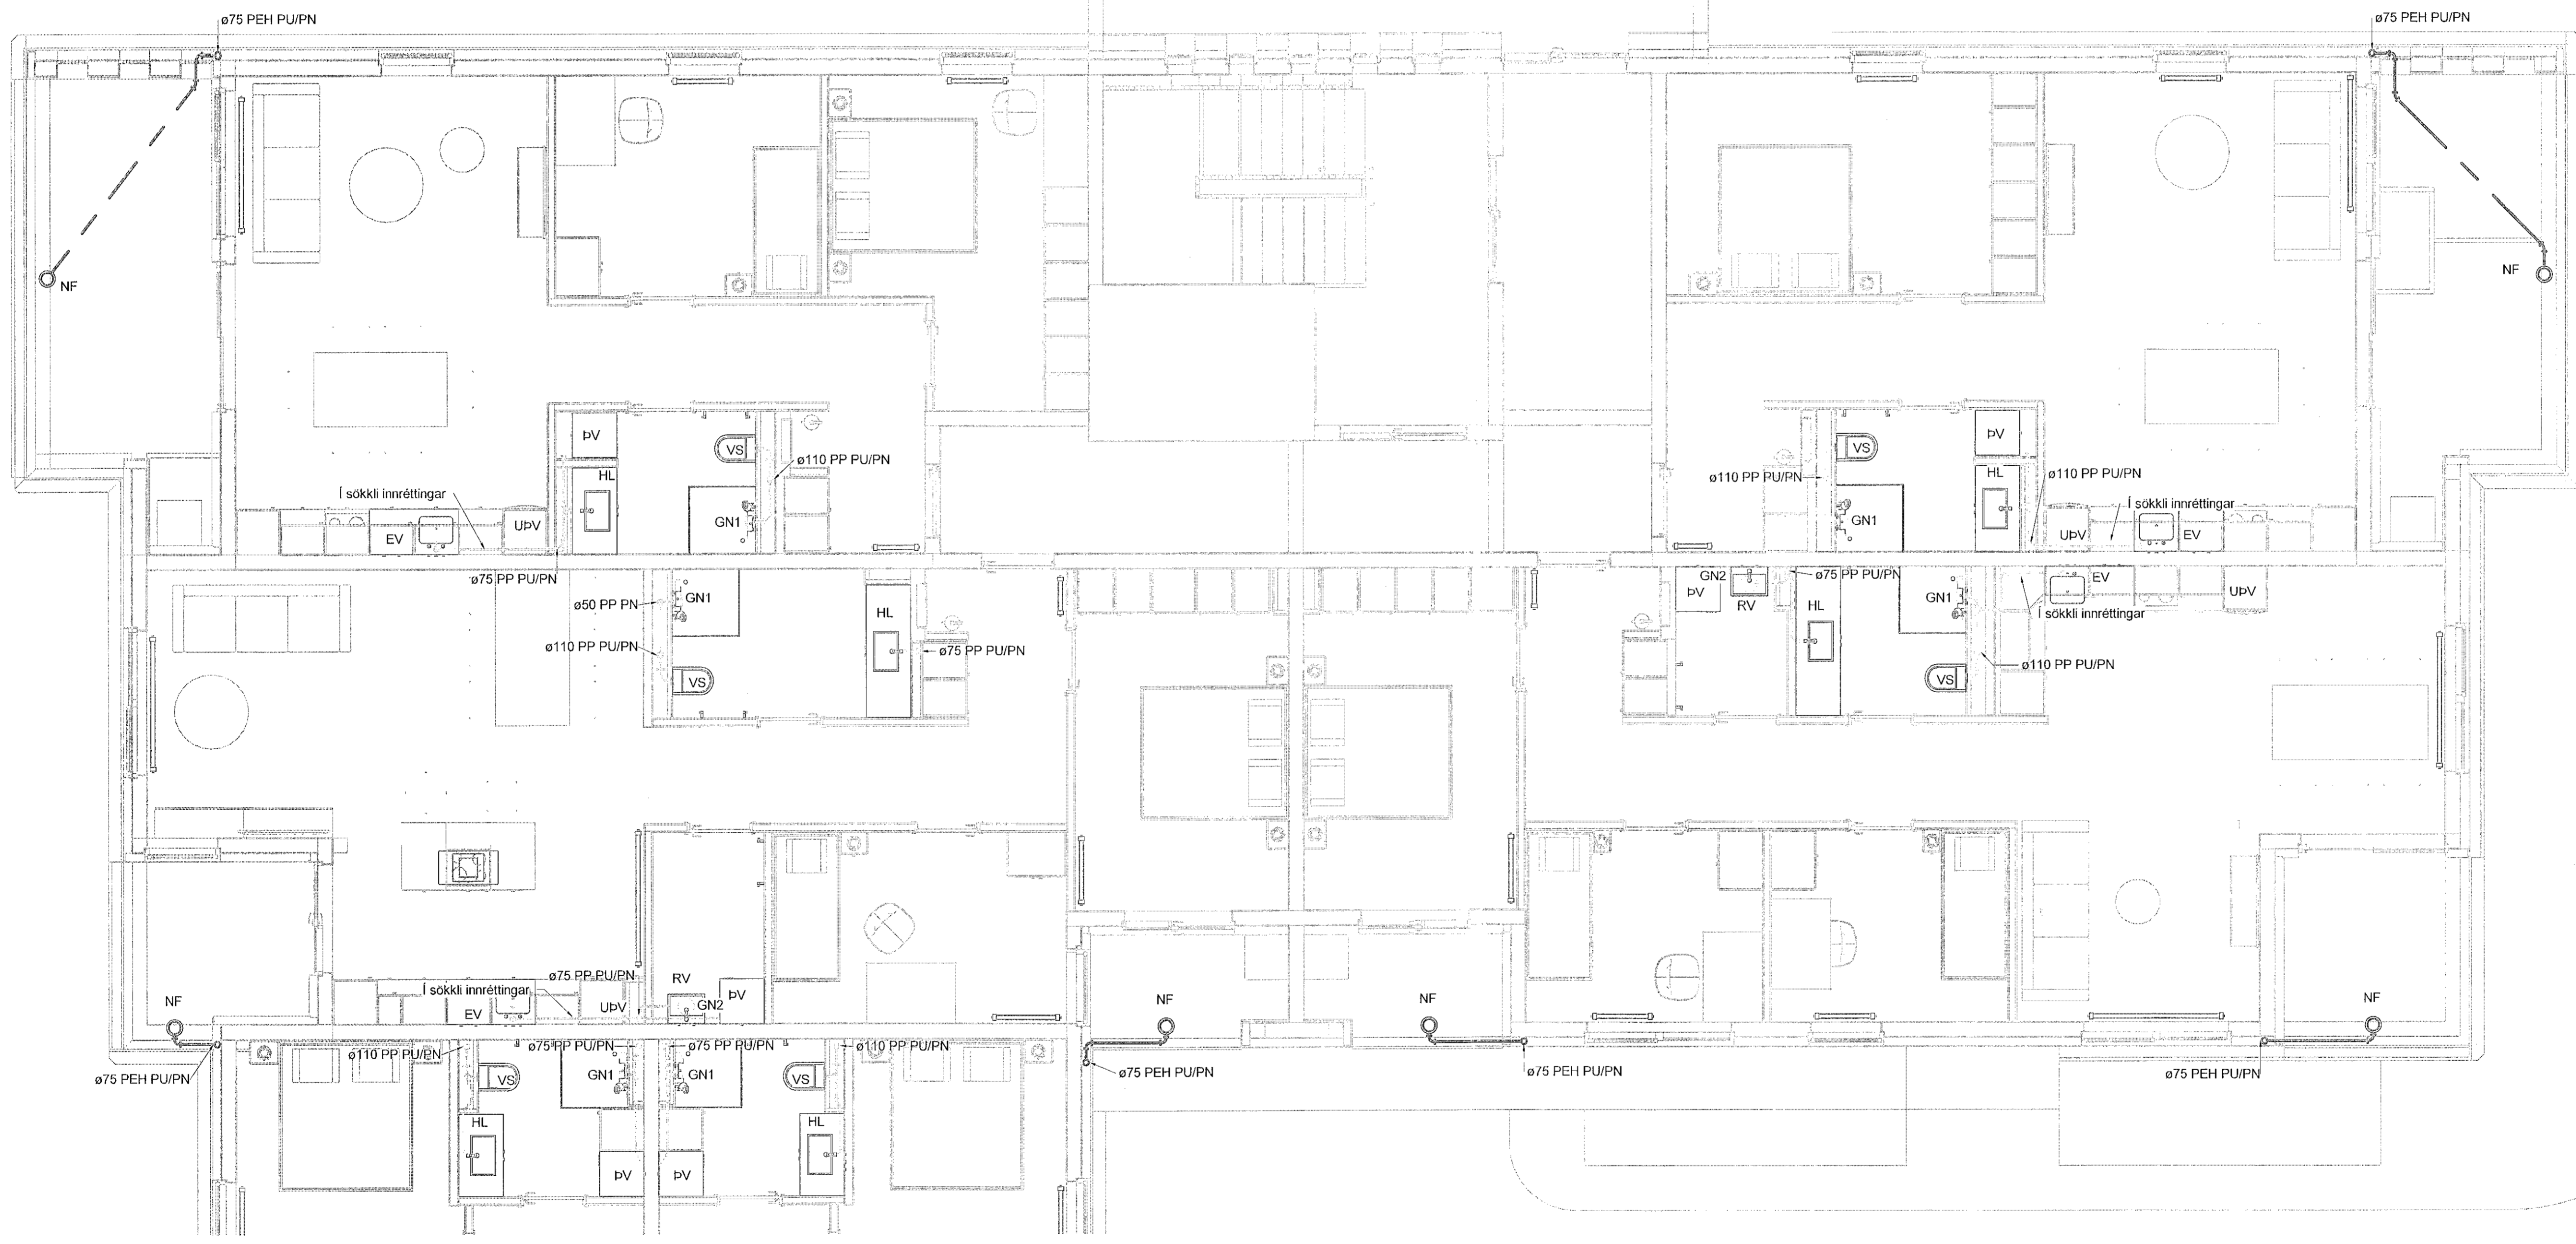 ø75 PEH PU/PN
ø75 PEH PU/PN
NF
NF
ÞV
VS
ø110 PP PU/PN
HL
Í sökkli innréttingar
UÞV
EV
GN1
ø75 PP PU/PN
VS
ÞV
HL
ø110 PP PU/PN
ø110 PP PU/PN
Í sökkli innréttingar
GN1
UÞV
EV
ø50 PP PN
GN1
HL
ø110 PP PU/PN
ø75 PP PU/PN
VS
GN2
ÞV
RV
ø75 PP PU/PN
HL
GN1
EV
UÞV
Í sökkli innréttingar
ø110 PP PU/PN
VS
NF
ø75 PP PU/PN
Í sökkli innréttingar
EV
UÞV
RV
GN2
ÞV
NF
NF
NF
ø110 PP PU/PN
ø75 PP PU/PN
ø75 PP PU/PN
ø110 PP PU/PN
ø75 PEH PU/PN
VS
GN1
GN1
VS
ø75 PEH PU/PN
ø75 PEH PU/PN
ø75 PEH PU/PN
HL
HL
ÞV
ÞV